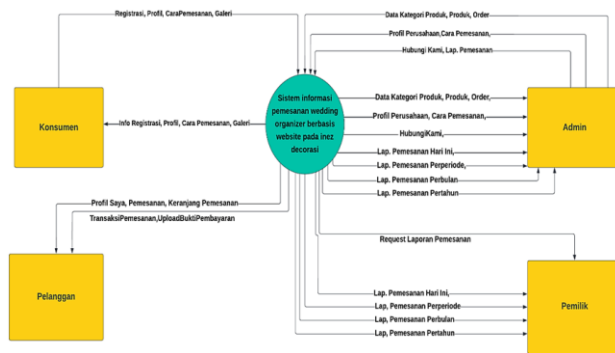 Registrasi, Profil, CaraPemesanan, Galeri
Data Kategori Produk, Produk, Order
Profil Perusahaan,Cara Pemesanan,
Hubungi Kami, Lap. Pemesanan
Konsumen
Info Registrasi, Profil, Cara Pemesanan, Galeri
Sistem informasi
pemesanan wedding
organizer berbasis
website pada inez
decorasi
Data Kategori Produk, Produk, Order,
Profil Perusahaan, Cara Pemesanan,
HubungiKami,
Lap. Pemesanan Hari Ini,
Lap. Pemesanan Perperiode,
Lap. Pemesanan Perbulan
Lap. Pemesanan Pertahun
Admin
Profil Saya, Pemesanan, Keranjang Pemesanan
TransaksiPemesanan,UploadBuktiPembayaran
Pelanggan
Request Laporan Pemesanan
Lap. Pemesanan Hari Ini,
Lap, Pemesanan Perperiode
Lap, Pemesanan Perbulan
Lap, Pemesanan Pertahun
Pemilik